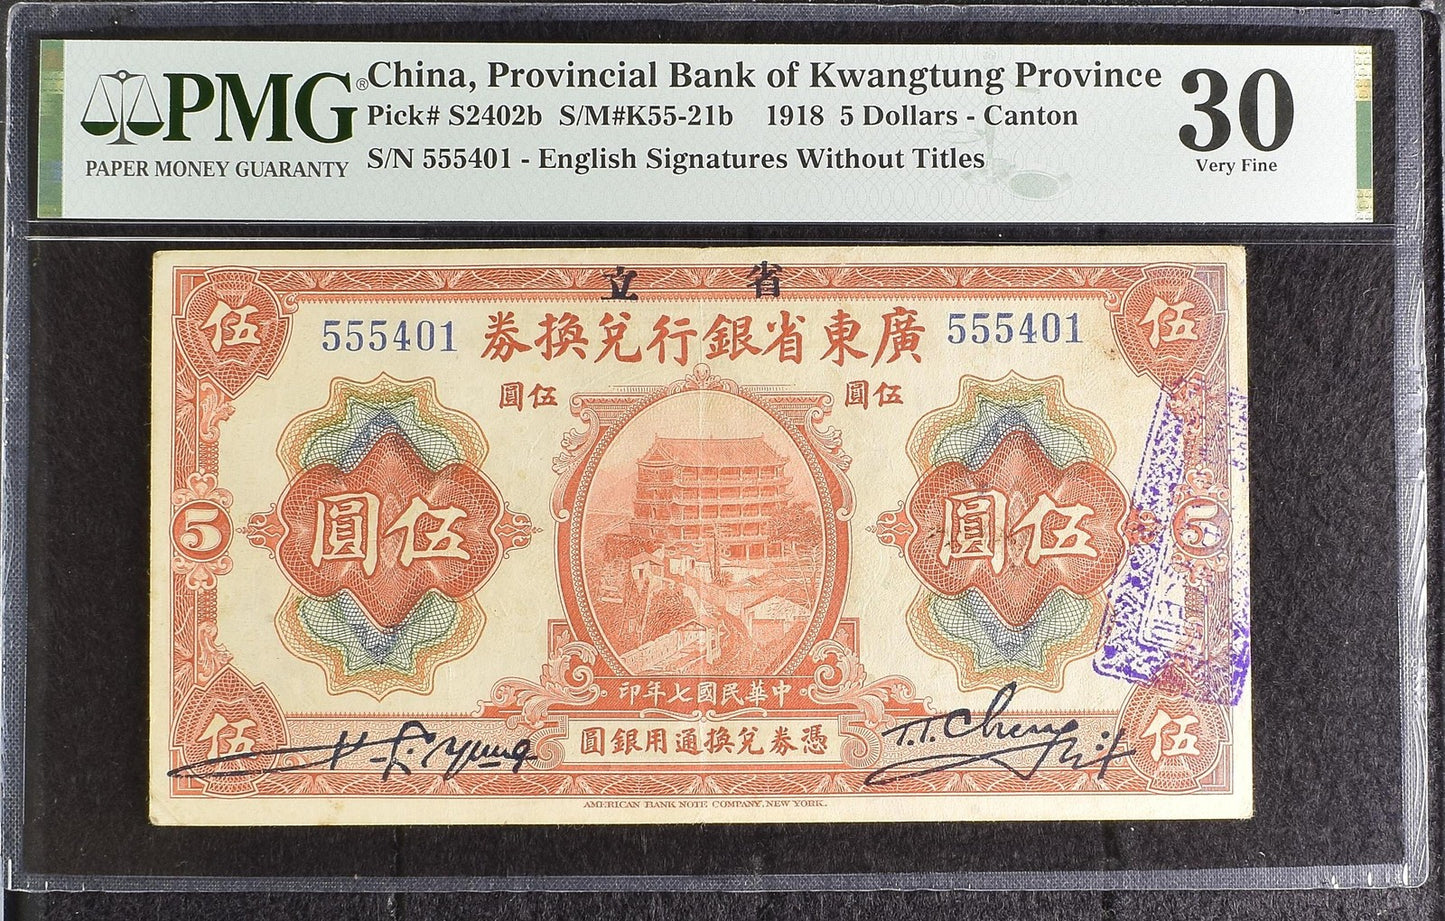 PMG®
PAPER MONEY GUARANTY
China, Provincial Bank of Kwangtung Province
Pick# S2402b S/M#K55-21b 1918 5 Dollars - Canton
S/N 555401 - English Signatures Without Titles
30
Very Fine
省立
伍 伍
555401 廣東省銀行兌換券 555401
伍圓 伍圓
伍圓 伍圓
5 5
中華民國七年印
憑券兌換通用銀圓
伍 伍
T.T. Cheng
AMERICAN BANK NOTE COMPANY, NEW YORK.